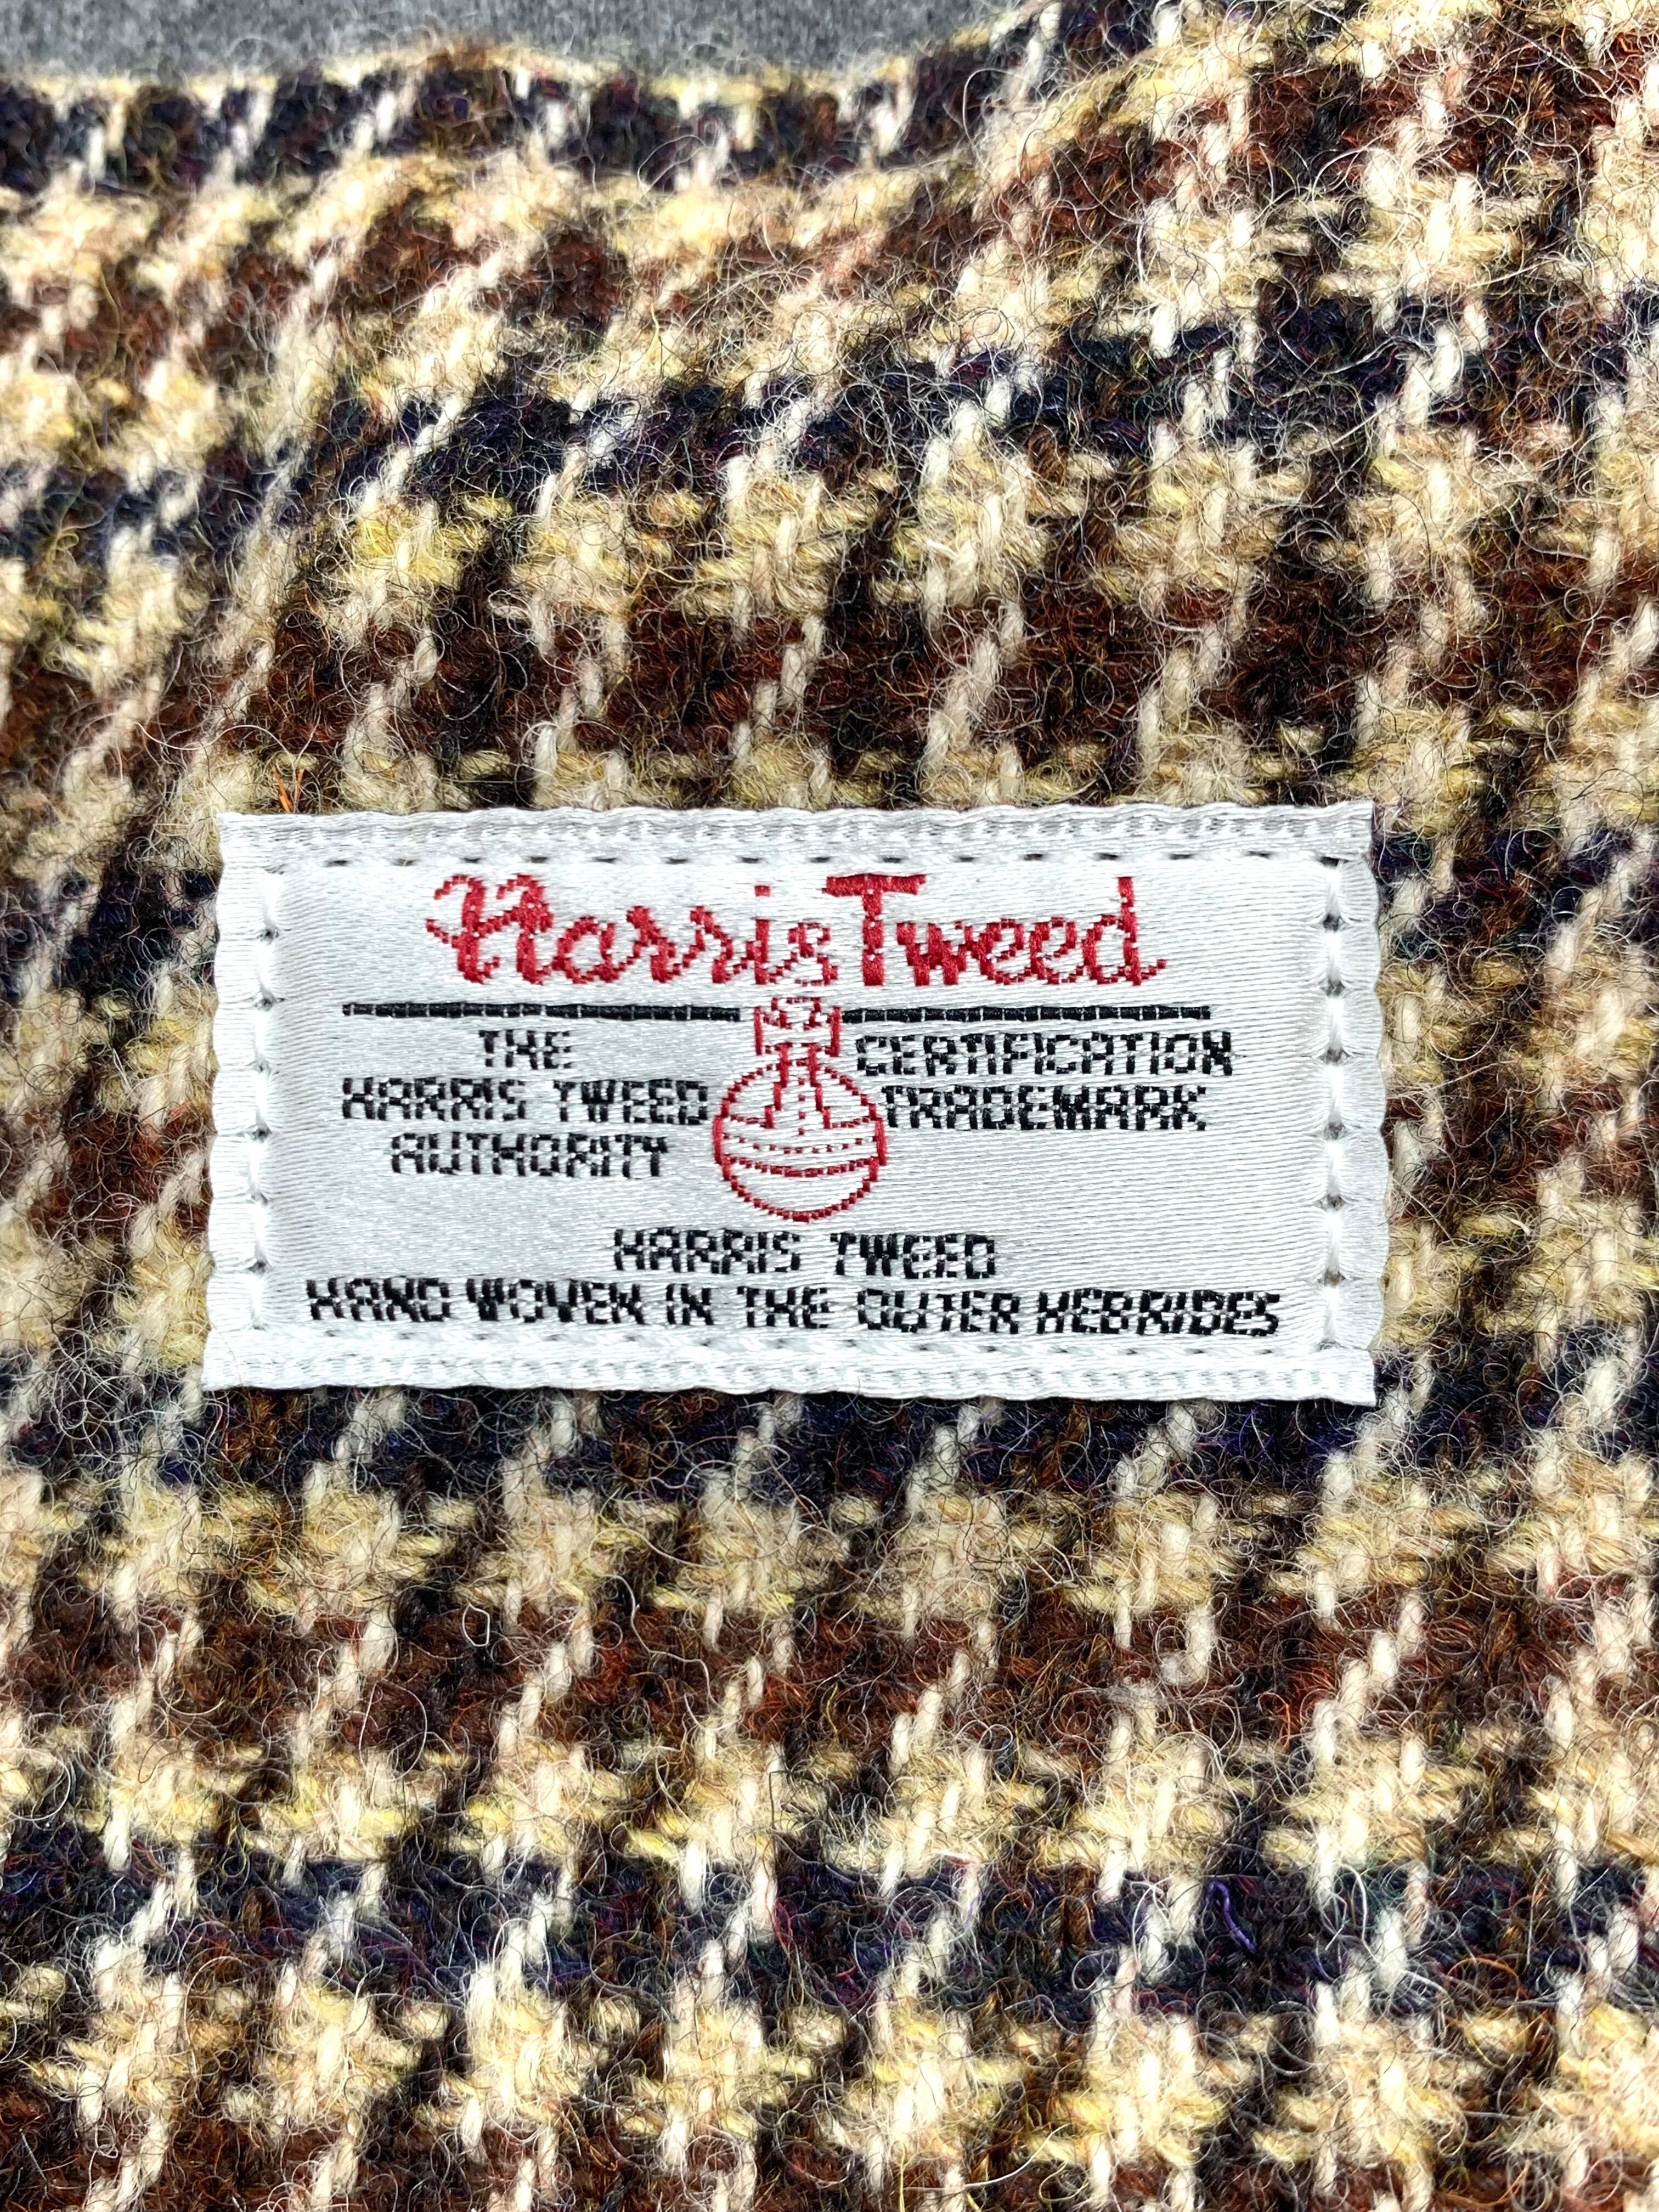 Harris Tweed
THE
HARRIS TWEED
AUTHORITY
CERTIFICATION
TRADEMARK
HARRIS TWEED
HAND WOVEN IN THE OUTER HEBRIDES